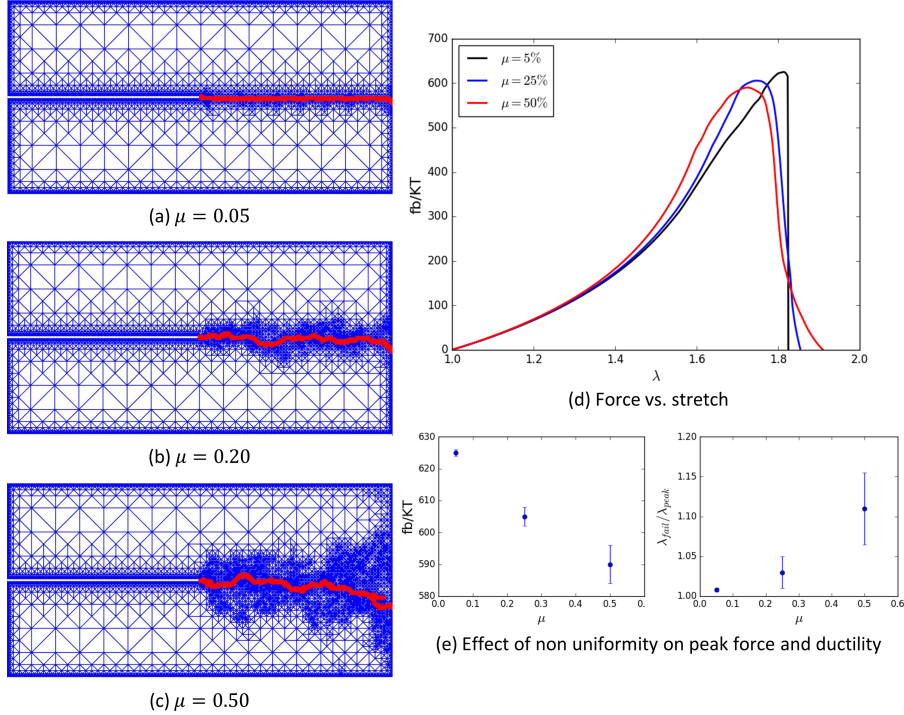 (a) μ = 0.05
(b) μ = 0.20
(c) μ = 0.50
700
600
500
400
300
200
100
0
fb/KT
μ = 5%
μ = 25%
μ = 50%
1.0 1.2 1.4 1.6 1.8 2.0
λ
(d) Force vs. stretch
630
620
610
600
590
580
fb/KT
0.0 0.1 0.2 0.3 0.4 0.5 0.
μ
1.20
1.15
1.10
1.05
1.00
λfail/λpeak
0.0 0.1 0.2 0.3 0.4 0.5 0.6
μ
(e) Effect of non uniformity on peak force and ductility